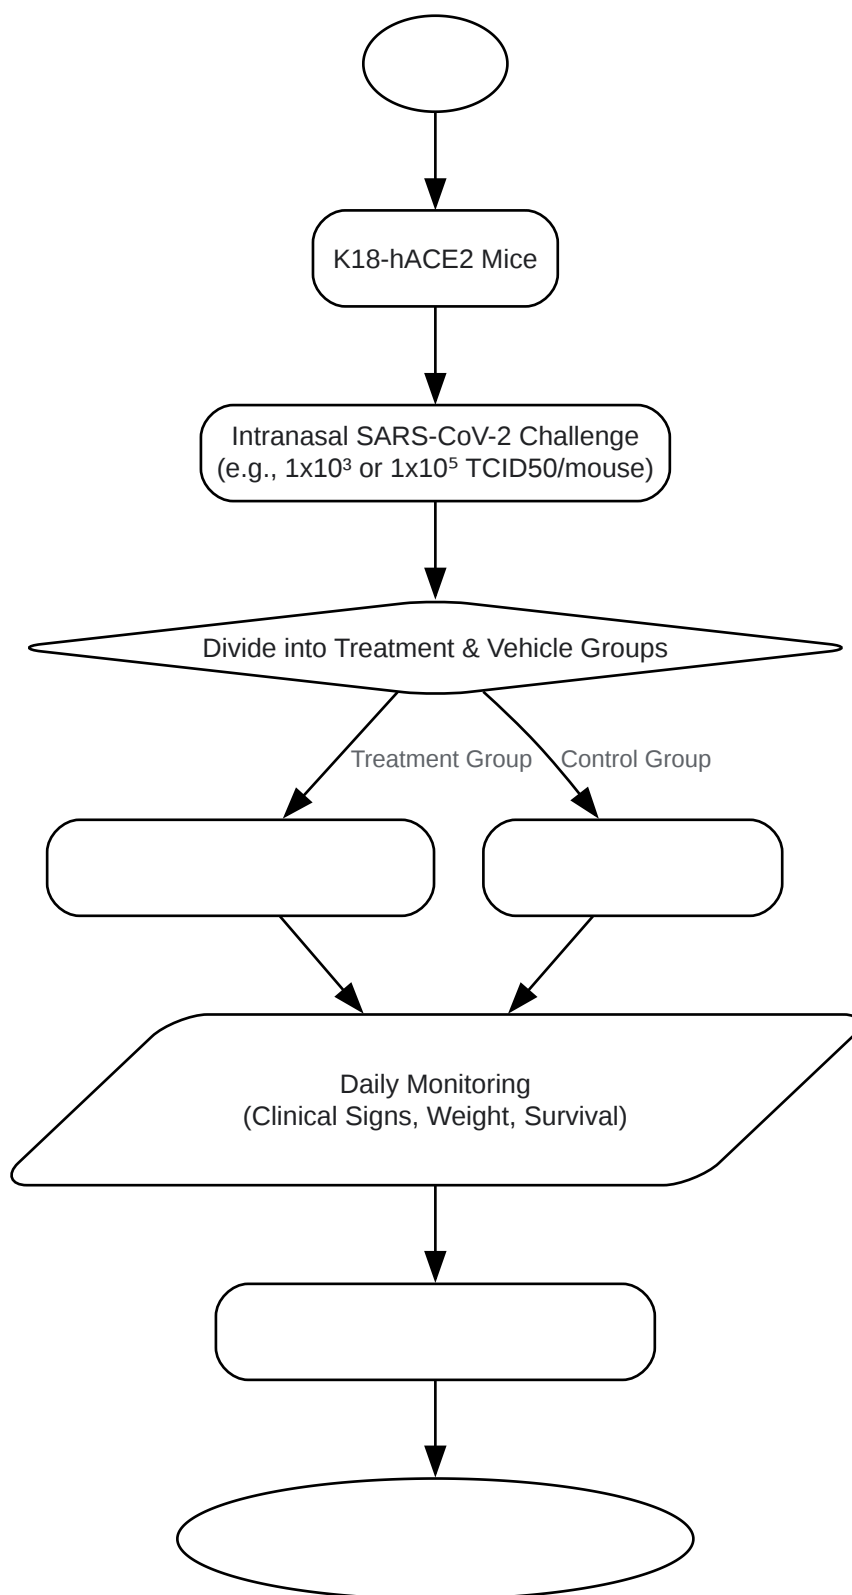 K18-hACE2 Mice
Intranasal SARS-CoV-2 Challenge
(e.g., 1x10³ or 1x10⁵ TCID50/mouse)
Divide into Treatment & Vehicle Groups
Treatment Group
Control Group
Daily Monitoring
(Clinical Signs, Weight, Survival)